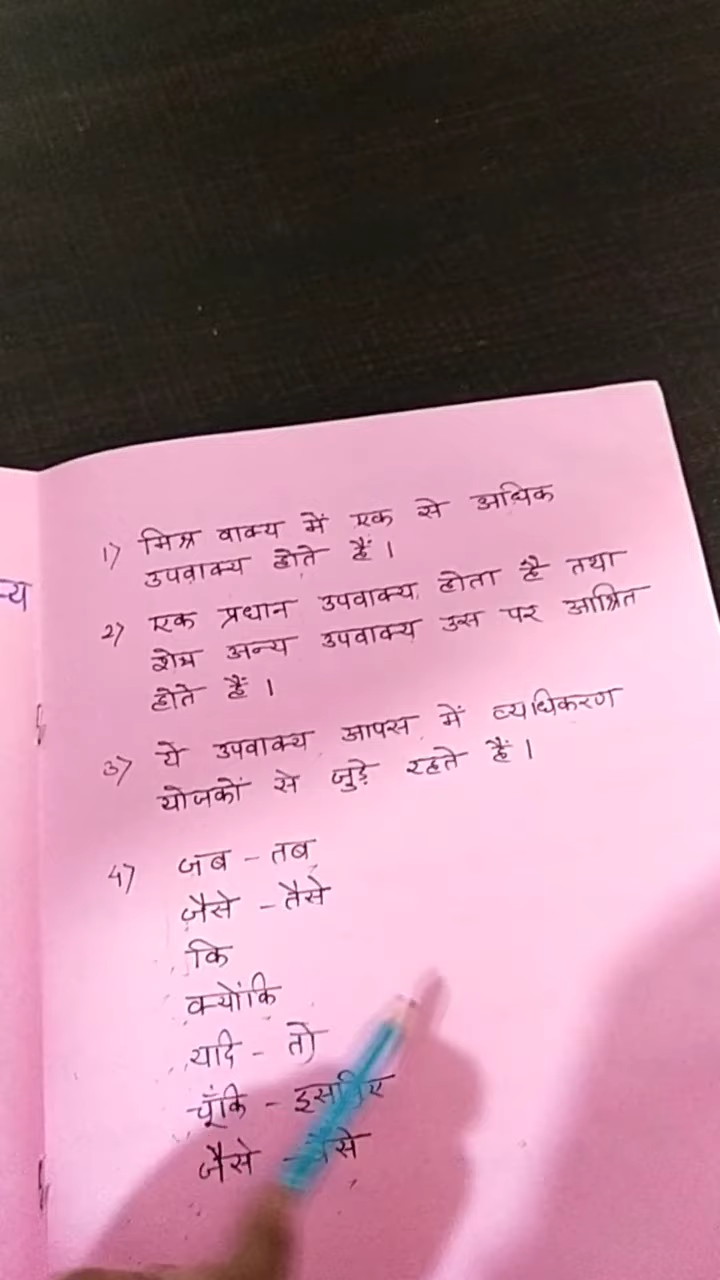 1) मिश्र वाक्य में एक से अधिक
उपवाक्य होते हैं।
2) एक प्रधान उपवाक्य होता है तथा
शेष अन्य उपवाक्य उस पर आश्रित
होते हैं।
3) ये उपवाक्य आपस में व्यधिकरण
योजकों से जुड़े रहते हैं।
4) जब - तब
जैसे - तैसे
कि
क्योंकि
यदि - तो
चूँकि - इसलिए
जैसे - वैसे